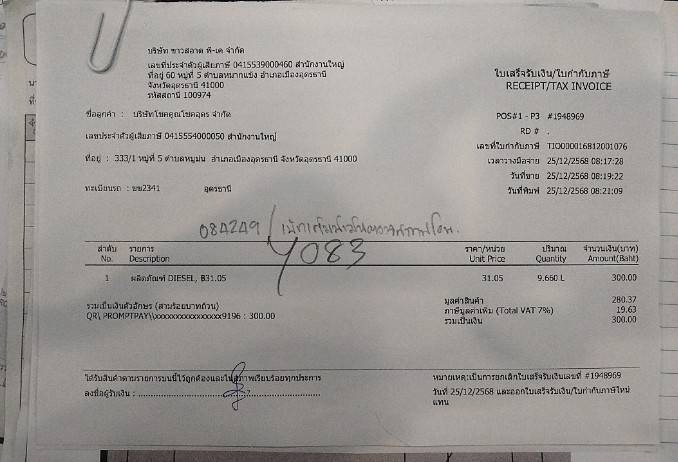 บริษัท ชาวสอาด พี-เค จำกัด
เลขที่ประจำตัวผู้เสียภาษี 0415539000460 สำนักงานใหญ่
ที่อยู่ 60 หมู่ที่ 5 ตำบลหมากแข้ง อำเภอเมืองอุดรธานี
จังหวัดอุดรธานี 41000
รหัสสถานี 100974
ใบเสร็จรับเงิน/ใบกำกับภาษี
RECEIPT/TAX INVOICE
ชื่อลูกค้า : บริษัทโชคคูณโชคอุดร จำกัด
POS#1 - P3 #1948969
RD # .
เลขประจำตัวผู้เสียภาษี 0415554000050 สำนักงานใหญ่
เลขที่ใบกำกับภาษี TIO000016812001076
ที่อยู่ : 333/1 หมู่ที่ 5 ตำบลหมูม่น อำเภอเมืองอุดรธานี จังหวัดอุดรธานี 41000
เวลาวางมือจ่าย 25/12/2568 08:17:28
วันที่ขาย 25/12/2568 08:19:22
ทะเบียนรถ : บย2341 อุดรธานี
วันที่พิมพ์ 25/12/2568 08:21:09
084249 /
Y083
ลำดับ รายการ ราคา/หน่วย ปริมาณ จำนวนเงิน(บาท)
No. Description Unit Price Quantity Amount(Baht)
1 ผลิตภัณฑ์ DIESEL, ฿31.05 31.05 9.660 L 300.00
รวมเป็นเงินตัวอักษร (สามร้อยบาทถ้วน)
QR\ PROMPTPAY\\xxxxxxxxxxxxxxxx9196 : 300.00
มูลค่าสินค้า 280.37
ภาษีมูลค่าเพิ่ม (Total VAT 7%) 19.63
รวมเป็นเงิน 300.00
ได้รับสินค้าตามรายการบนนี้ไว้ถูกต้องและในสภาพเรียบร้อยทุกประการ
ลงชื่อผู้รับเงิน :
หมายเหตุ:เป็นการยกเลิกใบเสร็จรับเงินเลขที่ #1948969
วันที่ 25/12/2568 และออกใบเสร็จรับเงิน/ใบกำกับภาษีใหม่
แทน